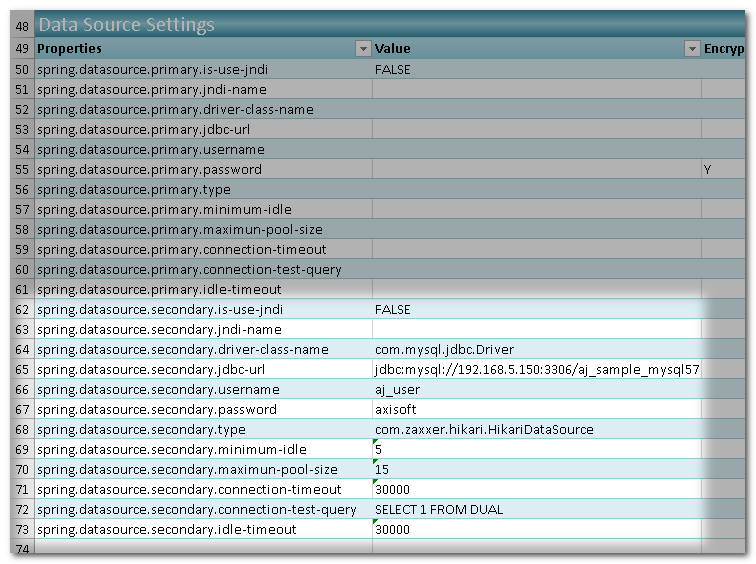 48 Data Source Settings
49 Properties Value Encryp
50 spring.datasource.primary.is-use-jndi FALSE
51 spring.datasource.primary.jndi-name
52 spring.datasource.primary.driver-class-name
53 spring.datasource.primary.jdbc-url
54 spring.datasource.primary.username
55 spring.datasource.primary.password Y
56 spring.datasource.primary.type
57 spring.datasource.primary.minimum-idle
58 spring.datasource.primary.maximun-pool-size
59 spring.datasource.primary.connection-timeout
60 spring.datasource.primary.connection-test-query
61 spring.datasource.primary.idle-timeout
62 spring.datasource.secondary.is-use-jndi FALSE
63 spring.datasource.secondary.jndi-name
64 spring.datasource.secondary.driver-class-name com.mysql.jdbc.Driver
65 spring.datasource.secondary.jdbc-url jdbc:mysql://192.168.5.150:3306/aj_sample_mysql57
66 spring.datasource.secondary.username aj_user
67 spring.datasource.secondary.password axisoft
68 spring.datasource.secondary.type com.zaxxer.hikari.HikariDataSource
69 spring.datasource.secondary.minimum-idle 5
70 spring.datasource.secondary.maximun-pool-size 15
71 spring.datasource.secondary.connection-timeout 30000
72 spring.datasource.secondary.connection-test-query SELECT 1 FROM DUAL
73 spring.datasource.secondary.idle-timeout 30000
74